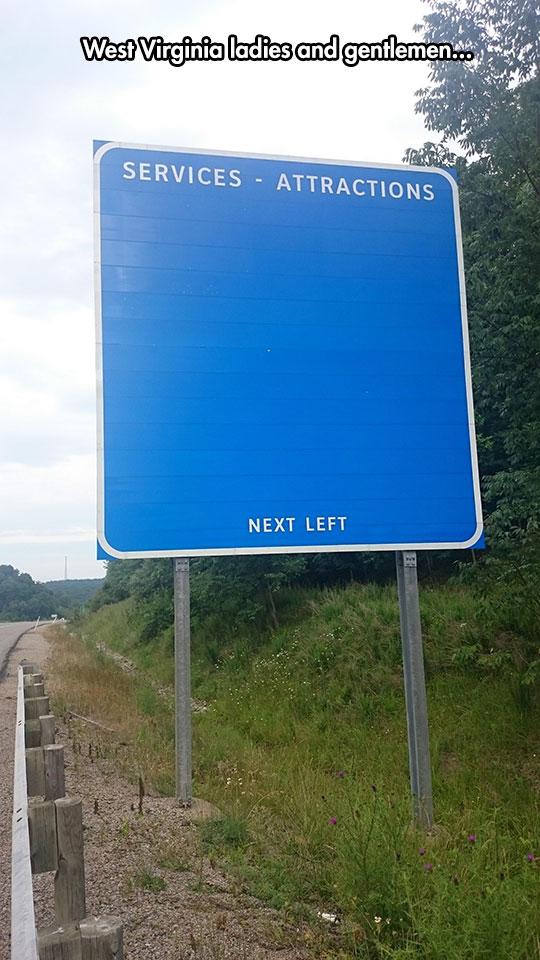 West Virginia ladies and gentlemen...
SERVICES - ATTRACTIONS
NEXT LEFT